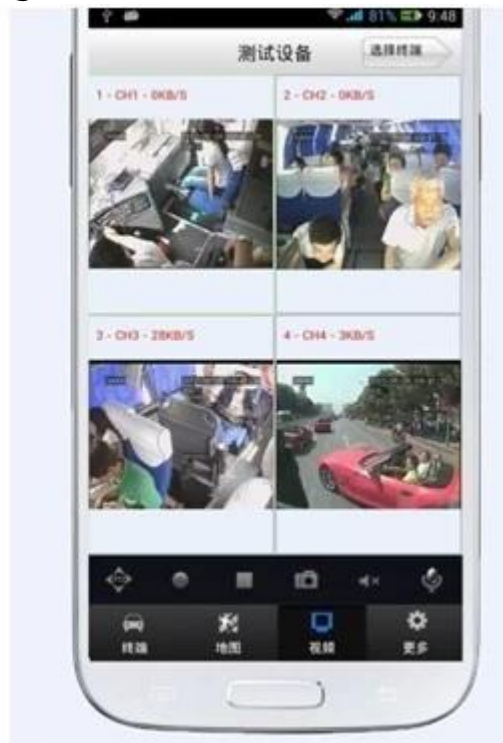 81% 9:48
测试设备 选择终端
1 - CH1 - 0KB/S
2 - CH2 - 0KB/S
3 - CH3 - 28KB/S
4 - CH4 - 3KB/S
终端 地图 视频 更多